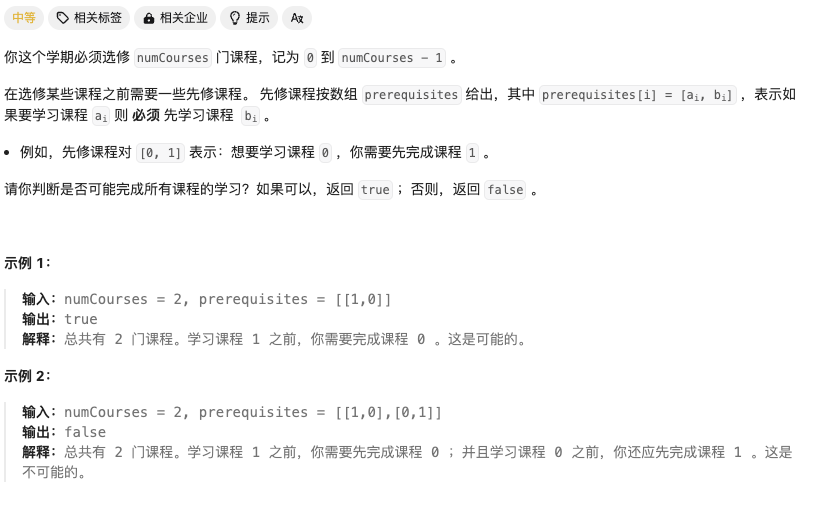 中等 相关标签 相关企业 提示 Az
你这个学期必须选修 numCourses 门课程，记为 0 到 numCourses - 1 。
在选修某些课程之前需要一些先修课程。 先修课程按数组 prerequisites 给出，其中 prerequisites[i] = [ai, bi] ，表示如
果要学习课程 ai 则 必须 先学习课程 bi 。
• 例如，先修课程对 [0, 1] 表示：想要学习课程 0 ，你需要先完成课程 1 。
请你判断是否可能完成所有课程的学习？如果可以，返回 true ；否则，返回 false 。
示例 1：
输入：numCourses = 2, prerequisites = [[1,0]]
输出：true
解释：总共有 2 门课程。学习课程 1 之前，你需要完成课程 0 。这是可能的。
示例 2：
输入：numCourses = 2, prerequisites = [[1,0],[0,1]]
输出：false
解释：总共有 2 门课程。学习课程 1 之前，你需要先完成课程 0 ；并且学习课程 0 之前，你还应先完成课程 1 。这是
不可能的。